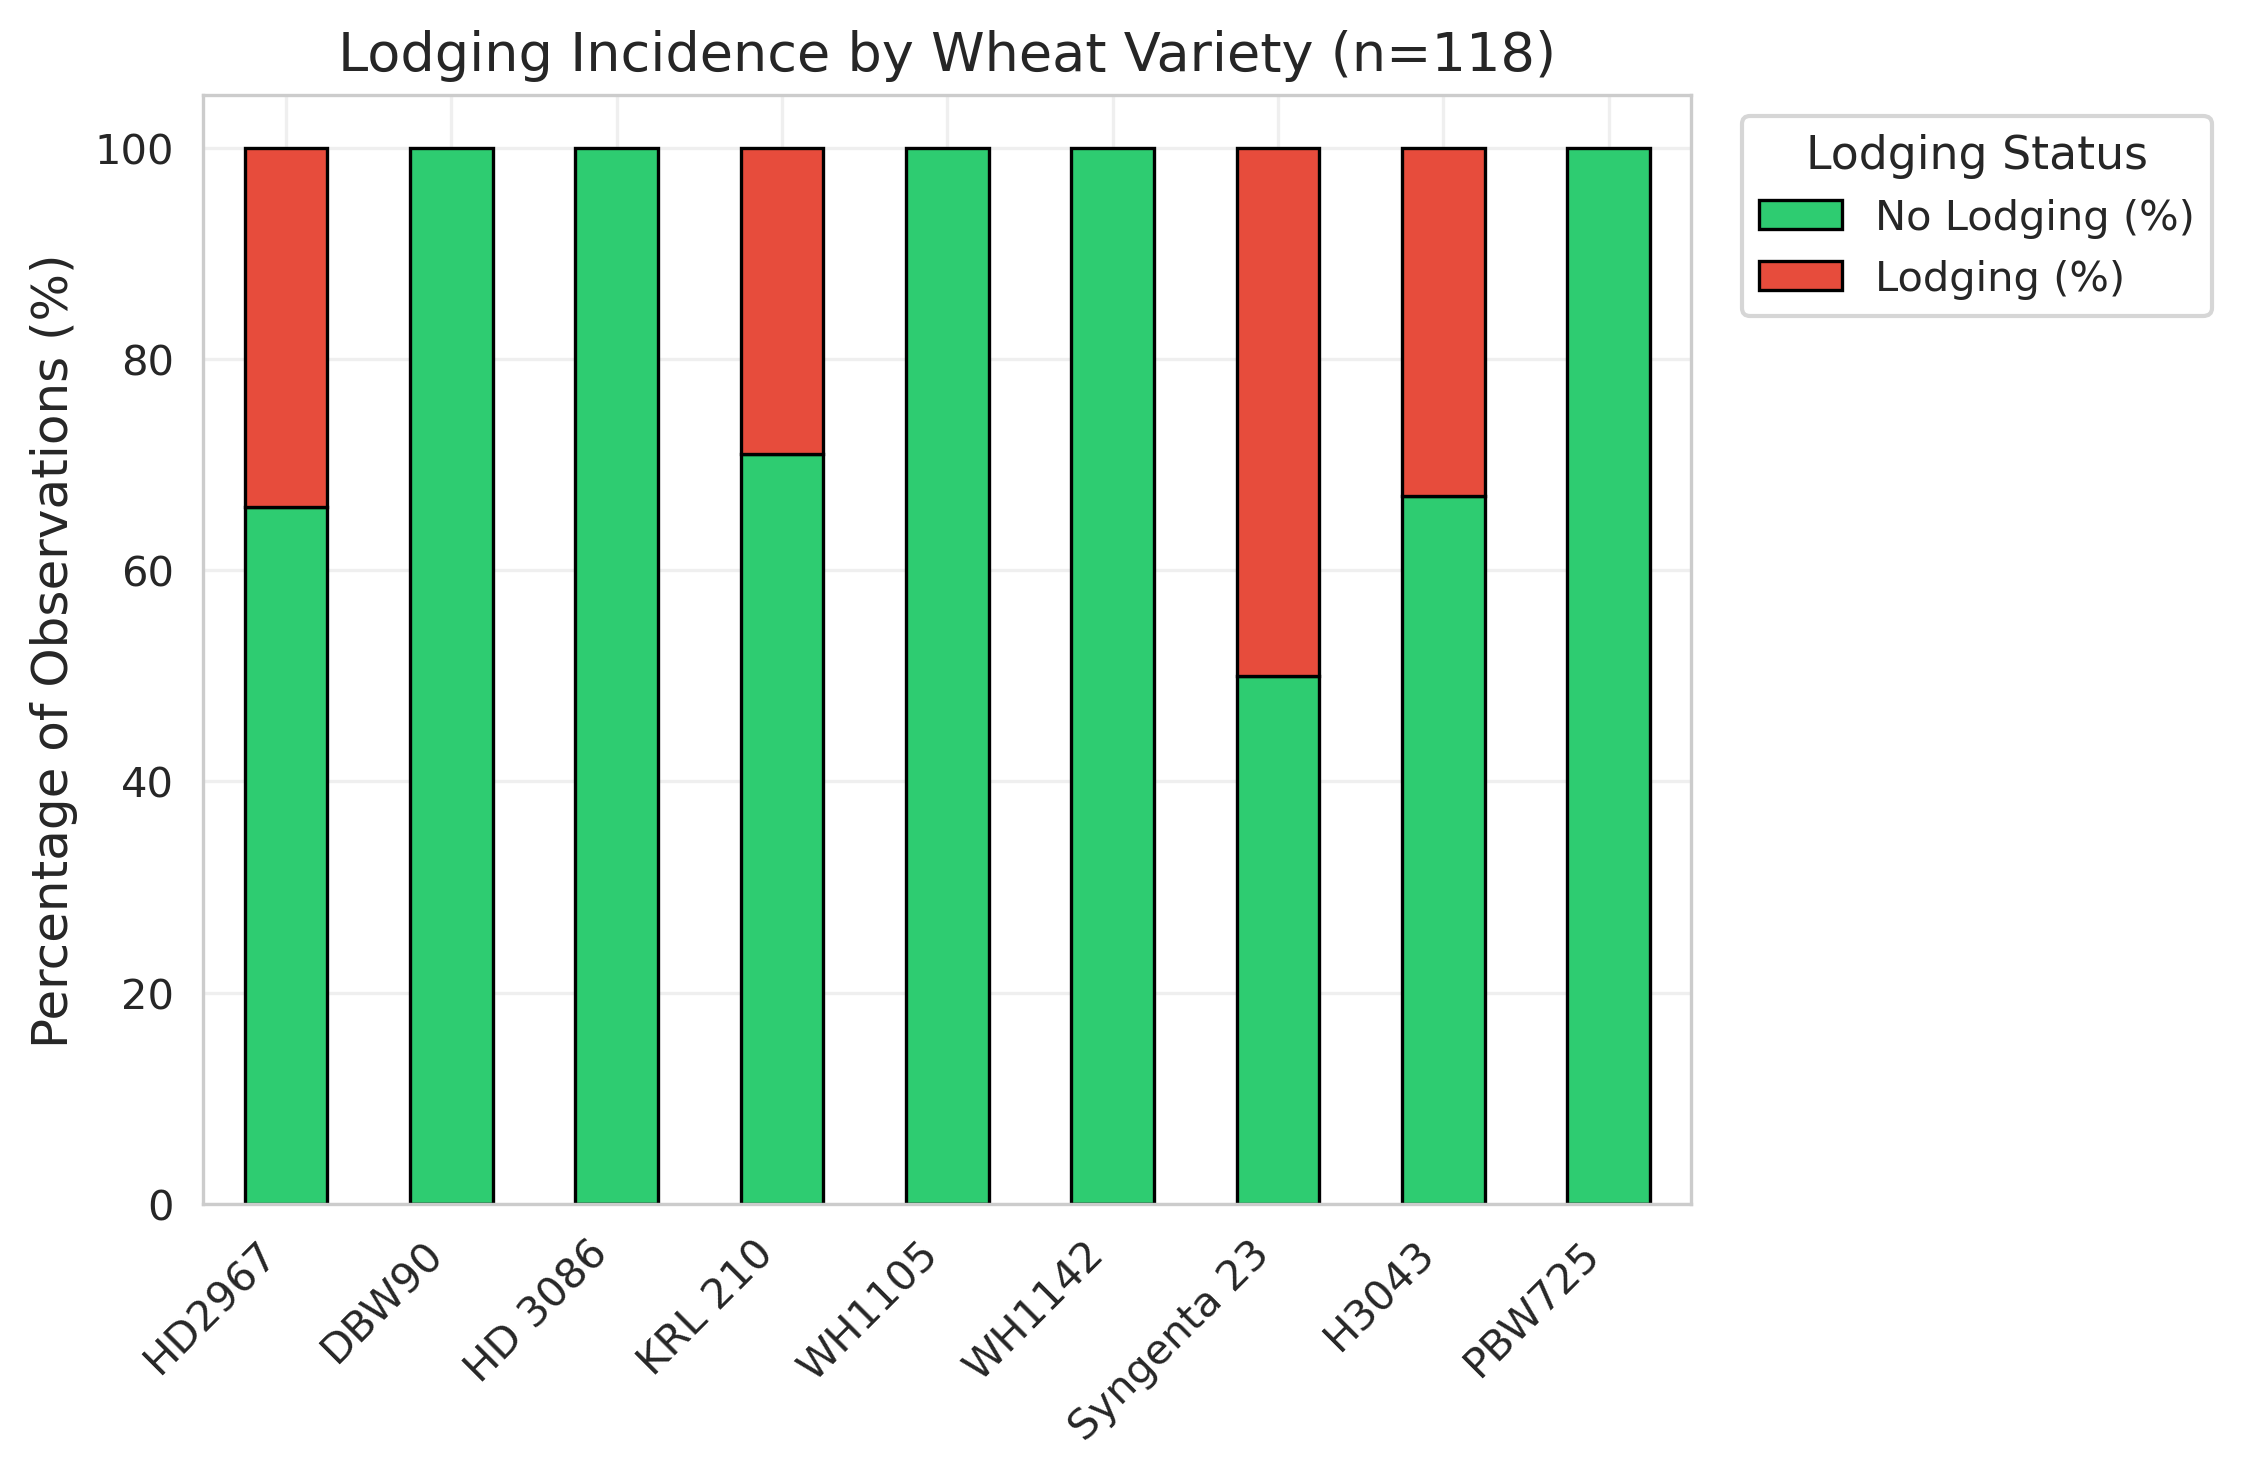 Lodging Incidence by Wheat Variety (n=118)
Percentage of Observations (%)
100
80
60
40
20
0
HD2967
DBW90
HD 3086
KRL 210
WH1105
WH1142
Syngenta 23
H3043
PBW725
Lodging Status
No Lodging (%)
Lodging (%)